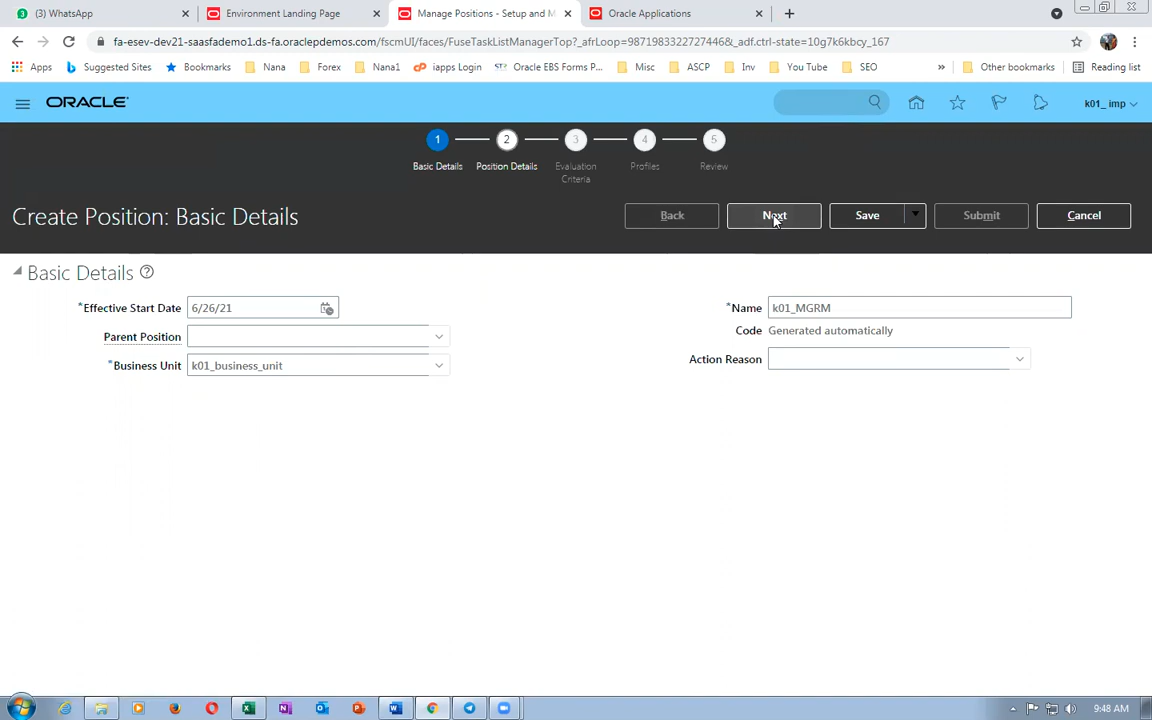 (3) WhatsApp
Environment Landing Page
Manage Positions - Setup and M
Oracle Applications
fa-esev-dev21-saasfademo1.ds-fa.oraclepdemos.com/fscmUI/faces/FuseTaskListManagerTop?_afrLoop=9871983322727446&_adf.ctrl-state=10g7k6kbcy_167
Apps
Suggested Sites
Bookmarks
Nana
Forex
Nana1
iapps Login
Oracle EBS Forms P...
Misc
ASCP
Inv
You Tube
SEO
»
Other bookmarks
Reading list
ORACLE
k01_ imp
1
2
3
4
5
Basic Details
Position Details
Evaluation
Criteria
Profiles
Review
Create Position: Basic Details
Back
Next
Save
Submit
Cancel
Basic Details
*Effective Start Date 6/26/21
*Name k01_MGRM
Parent Position
Code Generated automatically
*Business Unit k01_business_unit
Action Reason
9:48 AM